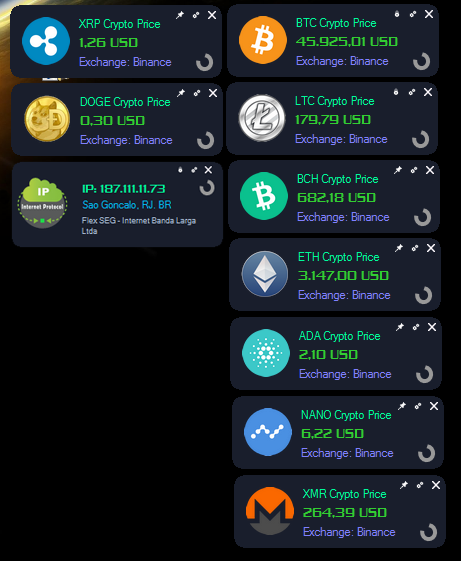 XRP Crypto Price
1,26 USD
Exchange: Binance
DOGE Crypto Price
0,30 USD
Exchange: Binance
IP
Internet Protocol
IP: 187.111.11.73
Sao Goncalo, RJ. BR
Flex SEG - Internet Banda Larga
Ltda
BTC Crypto Price
45.925,01 USD
Exchange: Binance
LTC Crypto Price
179,79 USD
Exchange: Binance
BCH Crypto Price
682,18 USD
Exchange: Binance
ETH Crypto Price
3.147,00 USD
Exchange: Binance
ADA Crypto Price
2,10 USD
Exchange: Binance
NANO Crypto Price
6,22 USD
Exchange: Binance
XMR Crypto Price
264,39 USD
Exchange: Binance